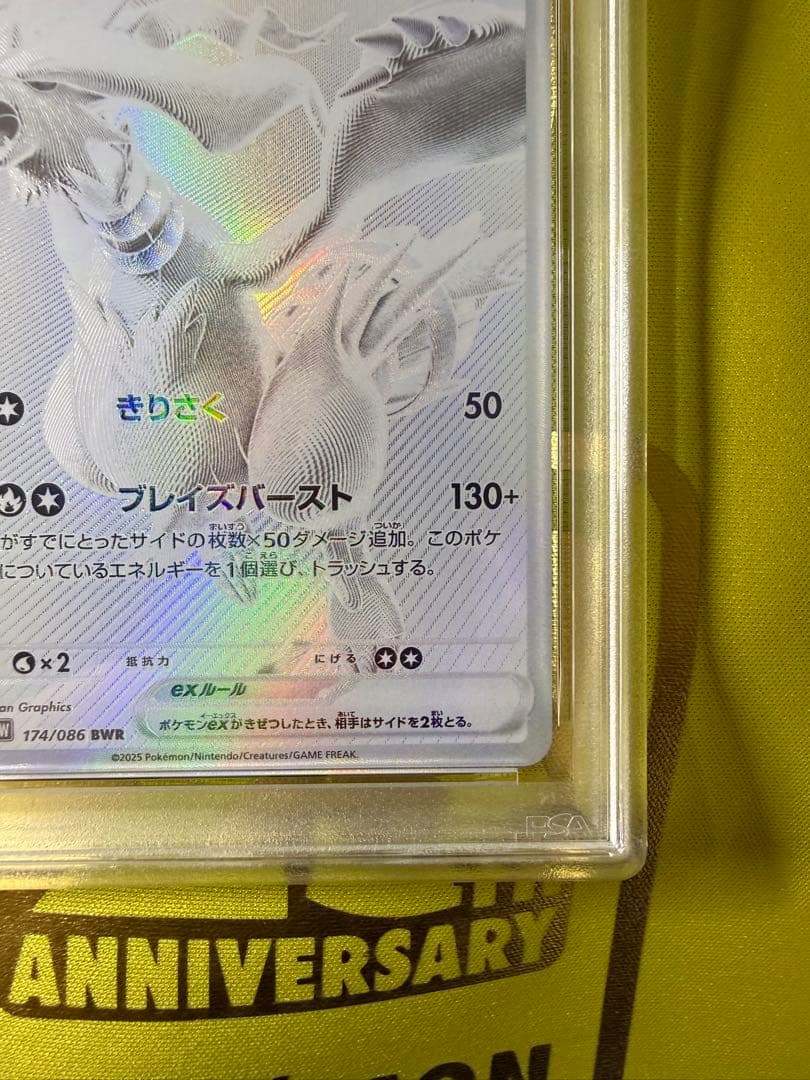 きりさく 50
ブレイズバースト 130+
がすでにとったサイドの枚数×50ダメージ追加。このポケ
についているエネルギーを1個選び、トラッシュする。
×2 抵抗力 にげる
exルール
an Graphics
ポケモンexがきぜつしたとき、相手はサイドを2枚とる。
W 174/086 BWR
©2025 Pokémon/Nintendo/Creatures/GAME FREAK.
PSA
TH
ANNIVERSARY